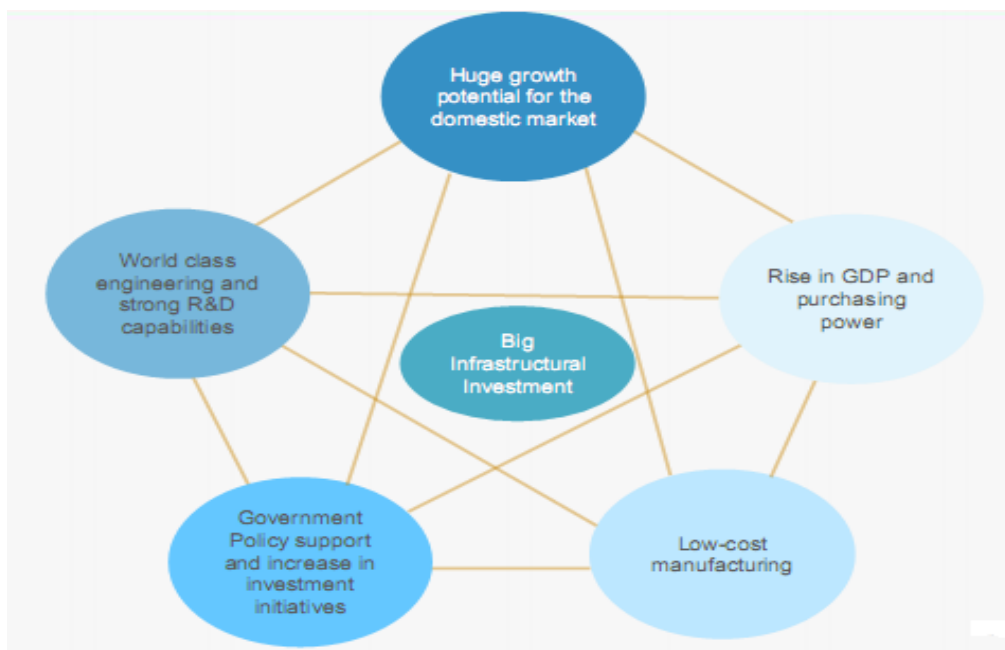 Huge growth
potential for the
domestic market
World class
engineering and
strong R&D
capabilities
Rise in GDP and
purchasing
power
Big
Infrastructural
Investment
Government
Policy support
and increase in
investment
initiatives
Low-cost
manufacturing